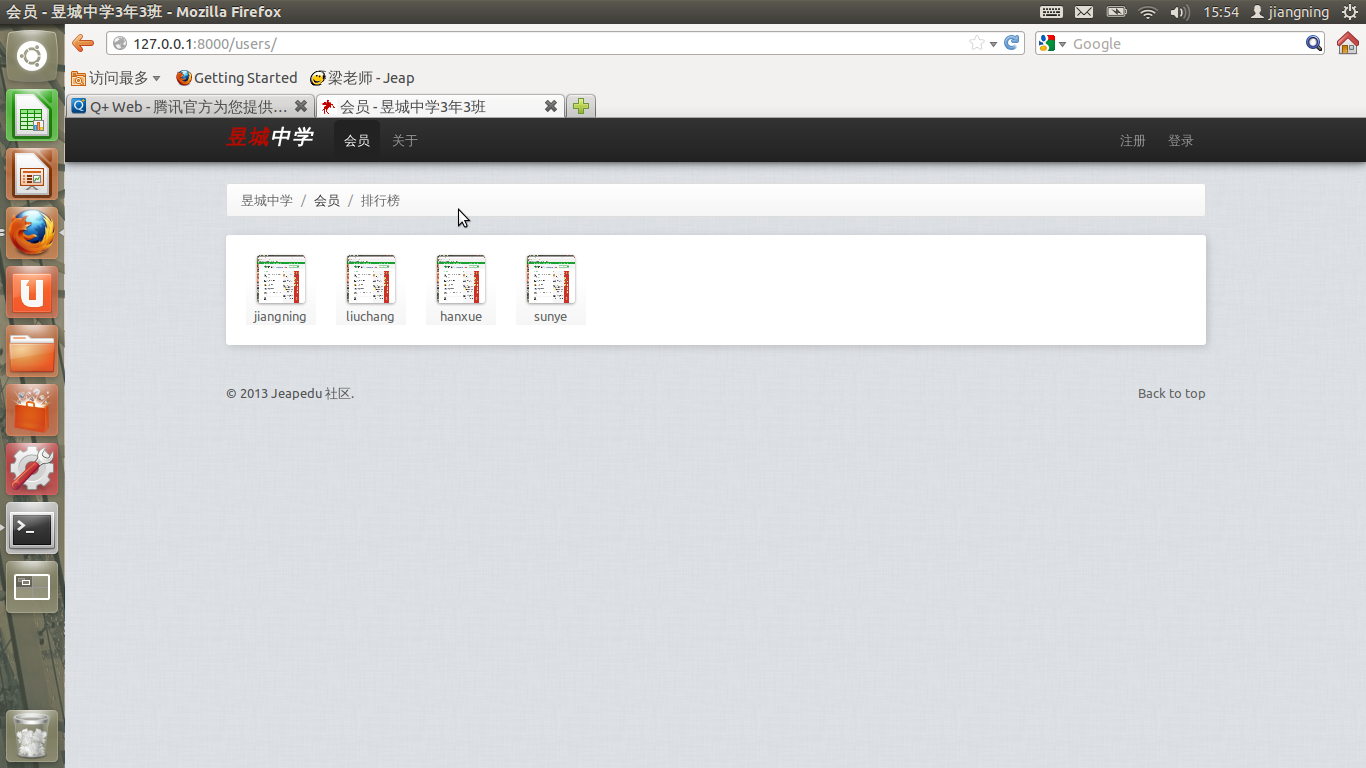 会员 - 昱城中学3年3班 - Mozilla Firefox
15:54 jiangning
127.0.0.1:8000/users/
Google
访问最多 Getting Started 梁老师 - Jeap
Q+ Web - 腾讯官方为您提供... 会员 - 昱城中学3年3班
昱城中学 会员 关于 注册 登录
昱城中学 / 会员 / 排行榜
jiangning liuchang hanxue sunye
© 2013 Jeapedu 社区. Back to top